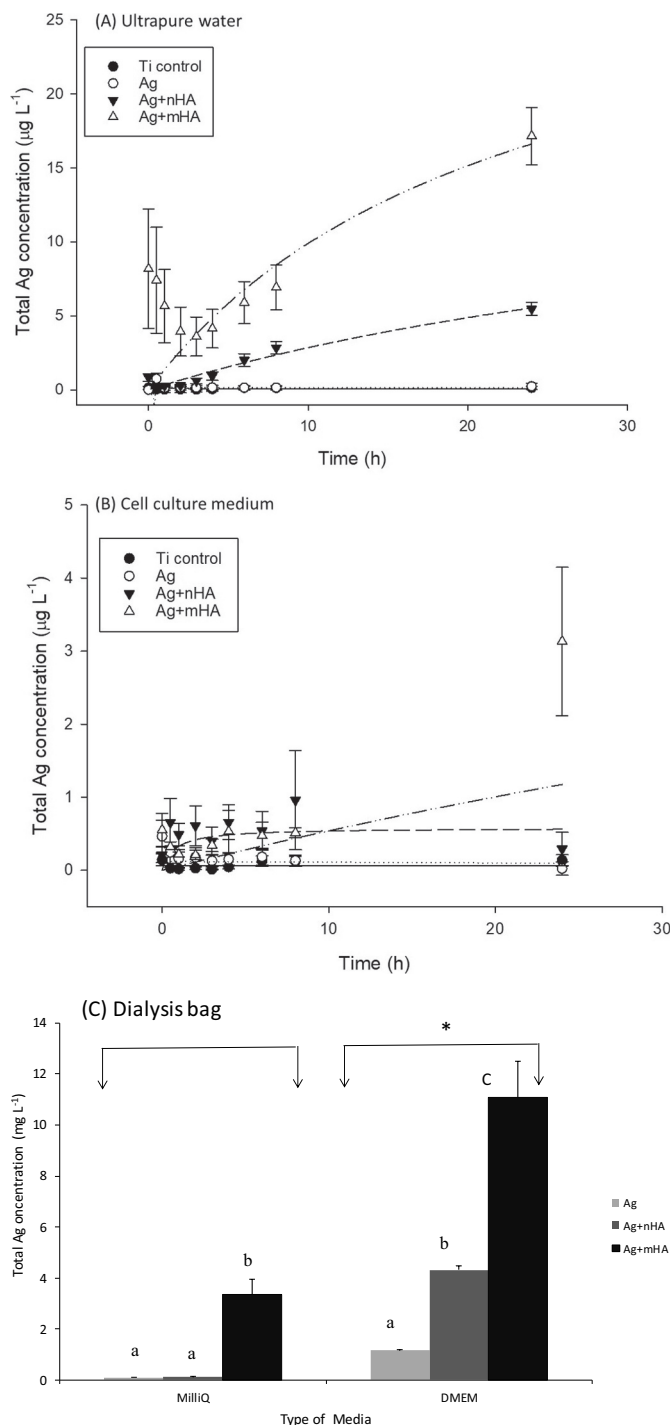 (A) Ultrapure water
25
20
15
10
5
0
Total Ag concentration (µg L⁻¹)
Ti control
Ag
Ag+nHA
Ag+mHA
0 10 20 30
Time (h)
(B) Cell culture medium
5
4
3
2
1
0
Total Ag concentration (µg L⁻¹)
Ti control
Ag
Ag+nHA
Ag+mHA
0 10 20 30
Time (h)
(C) Dialysis bag
14
12
10
8
6
4
2
0
Total Ag oncentration (mg L⁻¹)
*
a a b
a b C
Ag
Ag+nHA
Ag+mHA
MilliQ DMEM
Type of Media